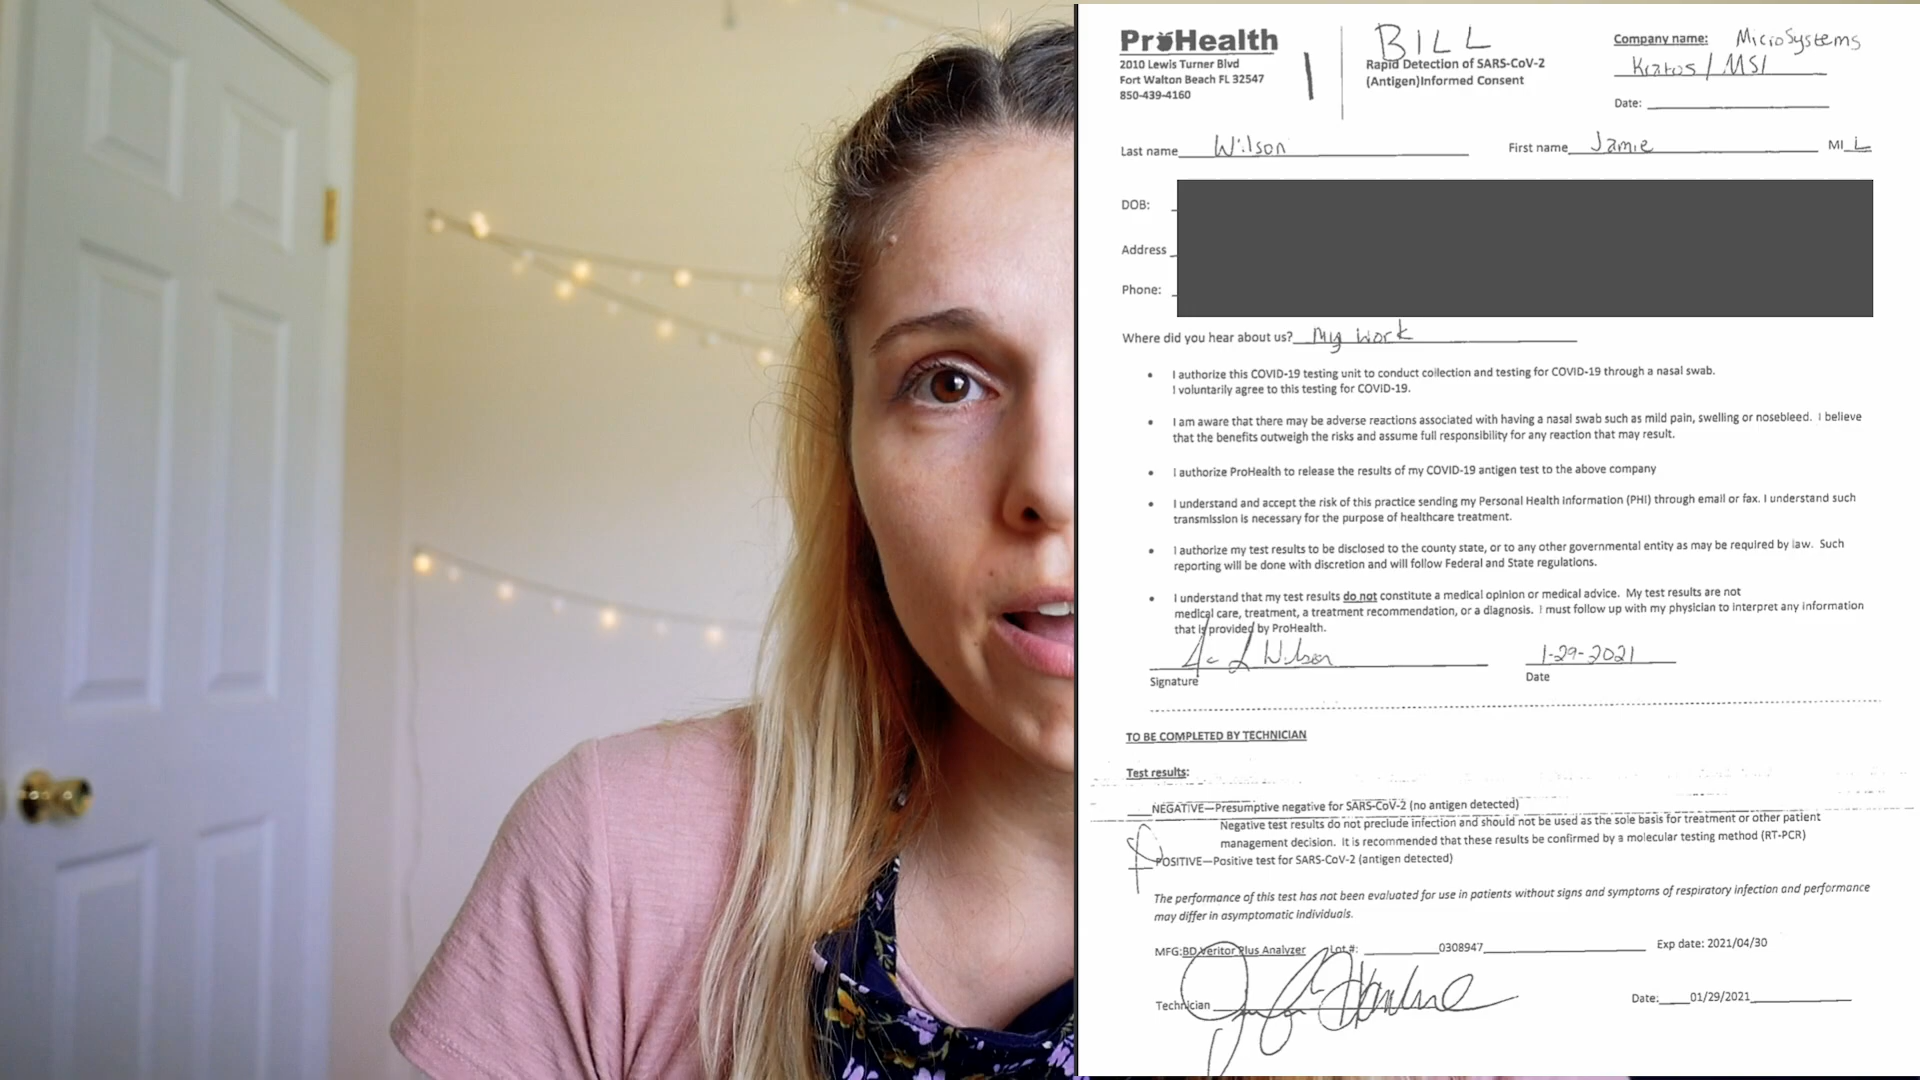 ProHealth
2010 Lewis Turner Blvd
Fort Walton Beach FL 32547
850-439-4160
BILL
Rapid Detection of SARS-CoV-2
(Antigen)Informed Consent
Company name: MicroSystems
Kratos / MSI
Date:
Last name Wilson First name Jamie MI L
DOB:
Address
Phone:
Where did you hear about us? My work
• I authorize this COVID-19 testing unit to conduct collection and testing for COVID-19 through a nasal swab.
I voluntarily agree to this testing for COVID-19.
• I am aware that there may be adverse reactions associated with having a nasal swab such as mild pain, swelling or nosebleed. I believe
that the benefits outweigh the risks and assume full responsibility for any reaction that may result.
• I authorize ProHealth to release the results of my COVID-19 antigen test to the above company
• I understand and accept the risk of this practice sending my Personal Health Information (PHI) through email or fax. I understand such
transmission is necessary for the purpose of healthcare treatment.
• I authorize my test results to be disclosed to the county state, or to any other governmental entity as may be required by law. Such
reporting will be done with discretion and will follow Federal and State regulations.
• I understand that my test results do not constitute a medical opinion or medical advice. My test results are not
medical care, treatment, a treatment recommendation, or a diagnosis. I must follow up with my physician to interpret any information
that is provided by ProHealth.
L Wilson 1-29-2021
Signature Date
TO BE COMPLETED BY TECHNICIAN
Test results:
NEGATIVE—Presumptive negative for SARS-CoV-2 (no antigen detected)
Negative test results do not preclude infection and should not be used as the sole basis for treatment or other patient
management decision. It is recommended that these results be confirmed by a molecular testing method (RT-PCR)
POSITIVE—Positive test for SARS-CoV-2 (antigen detected)
The performance of this test has not been evaluated for use in patients without signs and symptoms of respiratory infection and performance
may differ in asymptomatic individuals.
MFG:BD Veritor Plus Analyzer Lot #: 0308947 Exp date: 2021/04/30
Technician Date: 01/29/2021